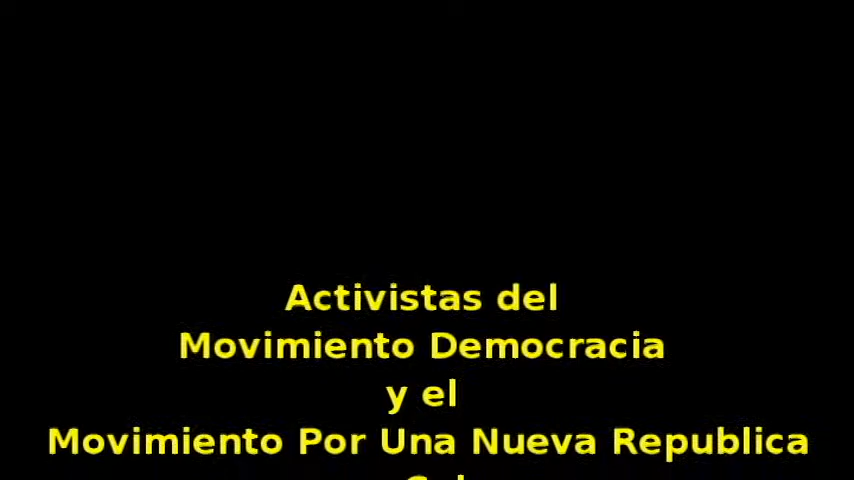 Activistas del
Movimiento Democracia
y el
Movimiento Por Una Nueva Republica